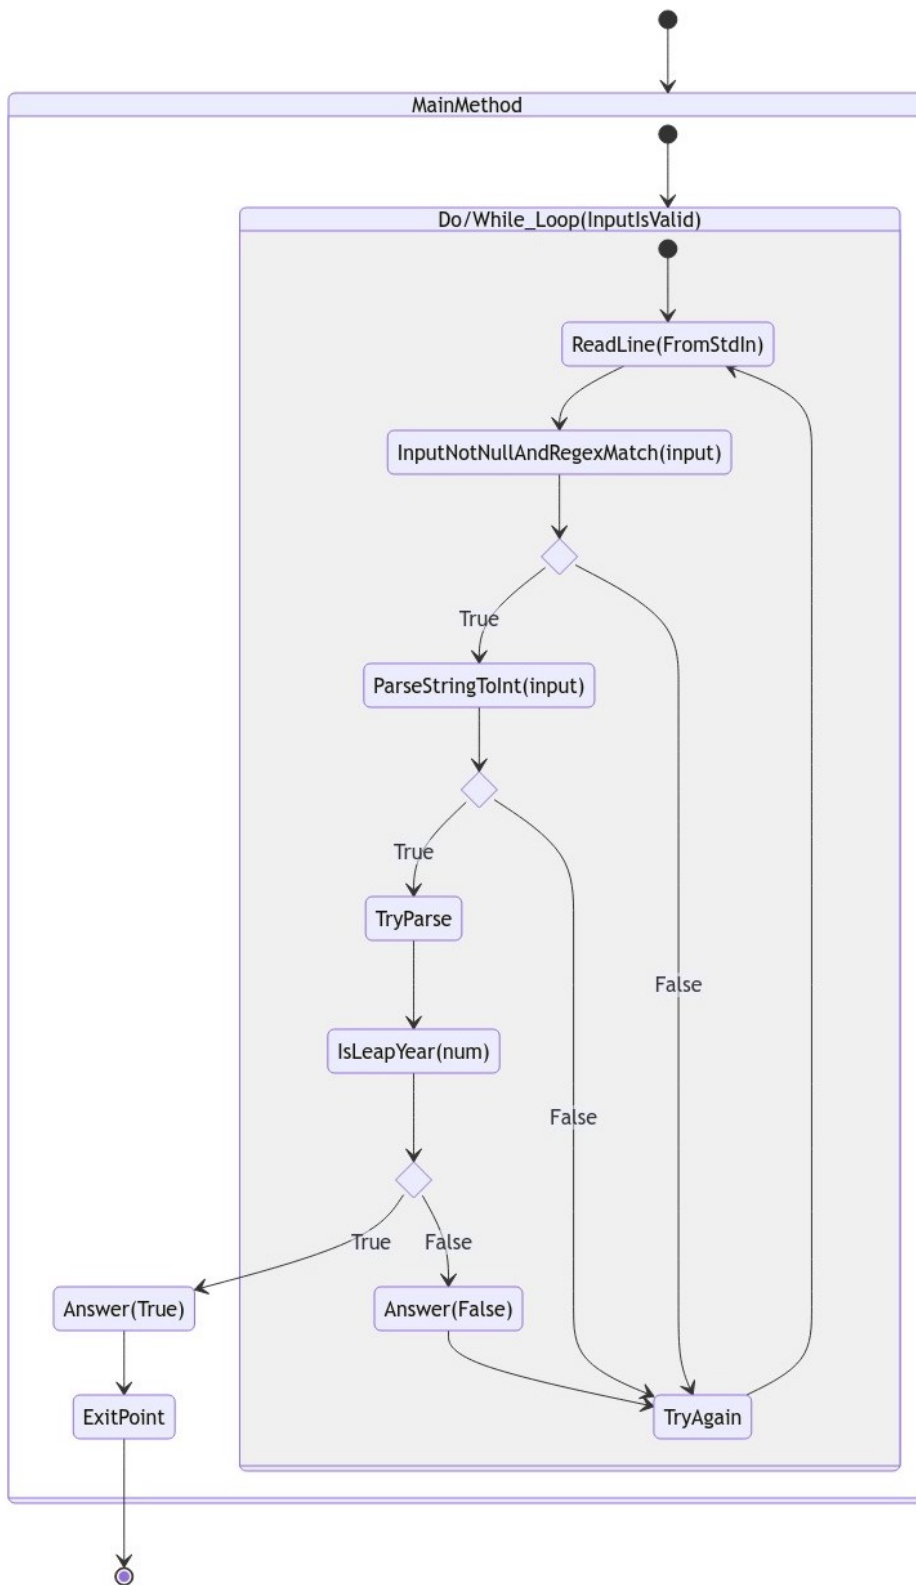 MainMethod
Do/While_Loop(InputIsValid)
ReadLine(FromStdIn)
InputNotNullAndRegexMatch(input)
True
ParseStringToInt(input)
True
TryParse
False
IsLeapYear(num)
False
True
False
Answer(True)
Answer(False)
ExitPoint
TryAgain